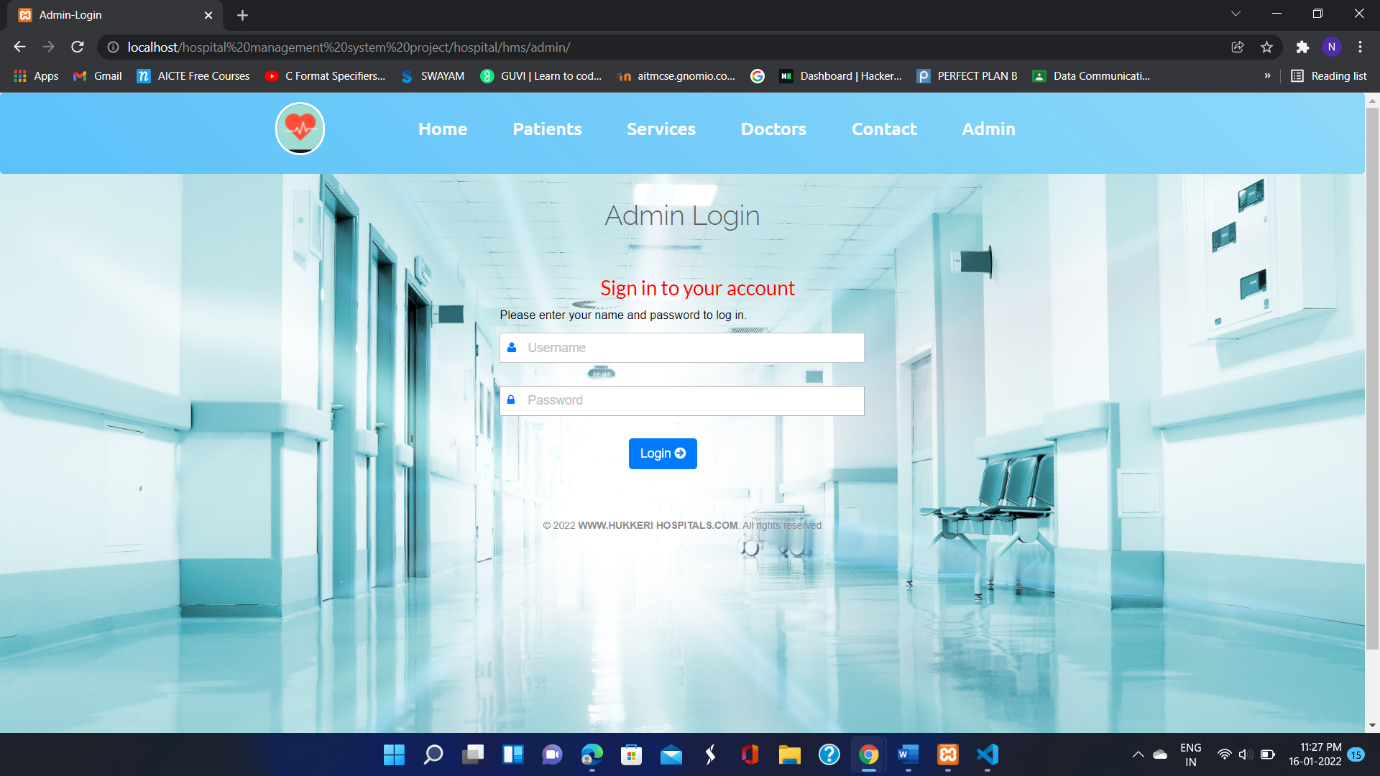 Admin-Login
localhost/hospital%20management%20system%20project/hospital/hms/admin/
N
Apps Gmail AICTE Free Courses C Format Specifiers... SWAYAM GUVI | Learn to cod... aitmcse.gnomio.co... Dashboard | Hacker... PERFECT PLAN B Data Communicati... » Reading list
Home Patients Services Doctors Contact Admin
Admin Login
Sign in to your account
Please enter your name and password to log in.
Username
Password
Login
© 2022 WWW.HUKKERI HOSPITALS.COM. All rights reserved
ENG
IN
11:27 PM
16-01-2022
15